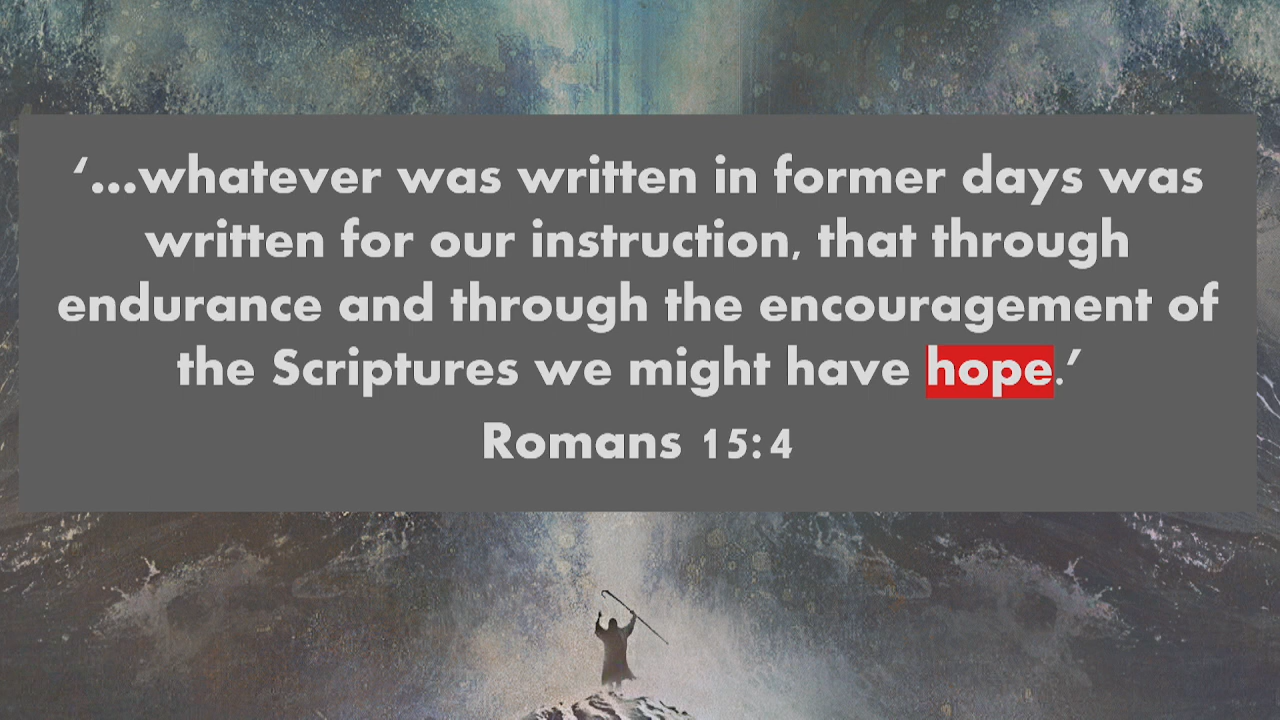 ‘...whatever was written in former days was
written for our instruction, that through
endurance and through the encouragement of
the Scriptures we might have hope.’
Romans 15:4